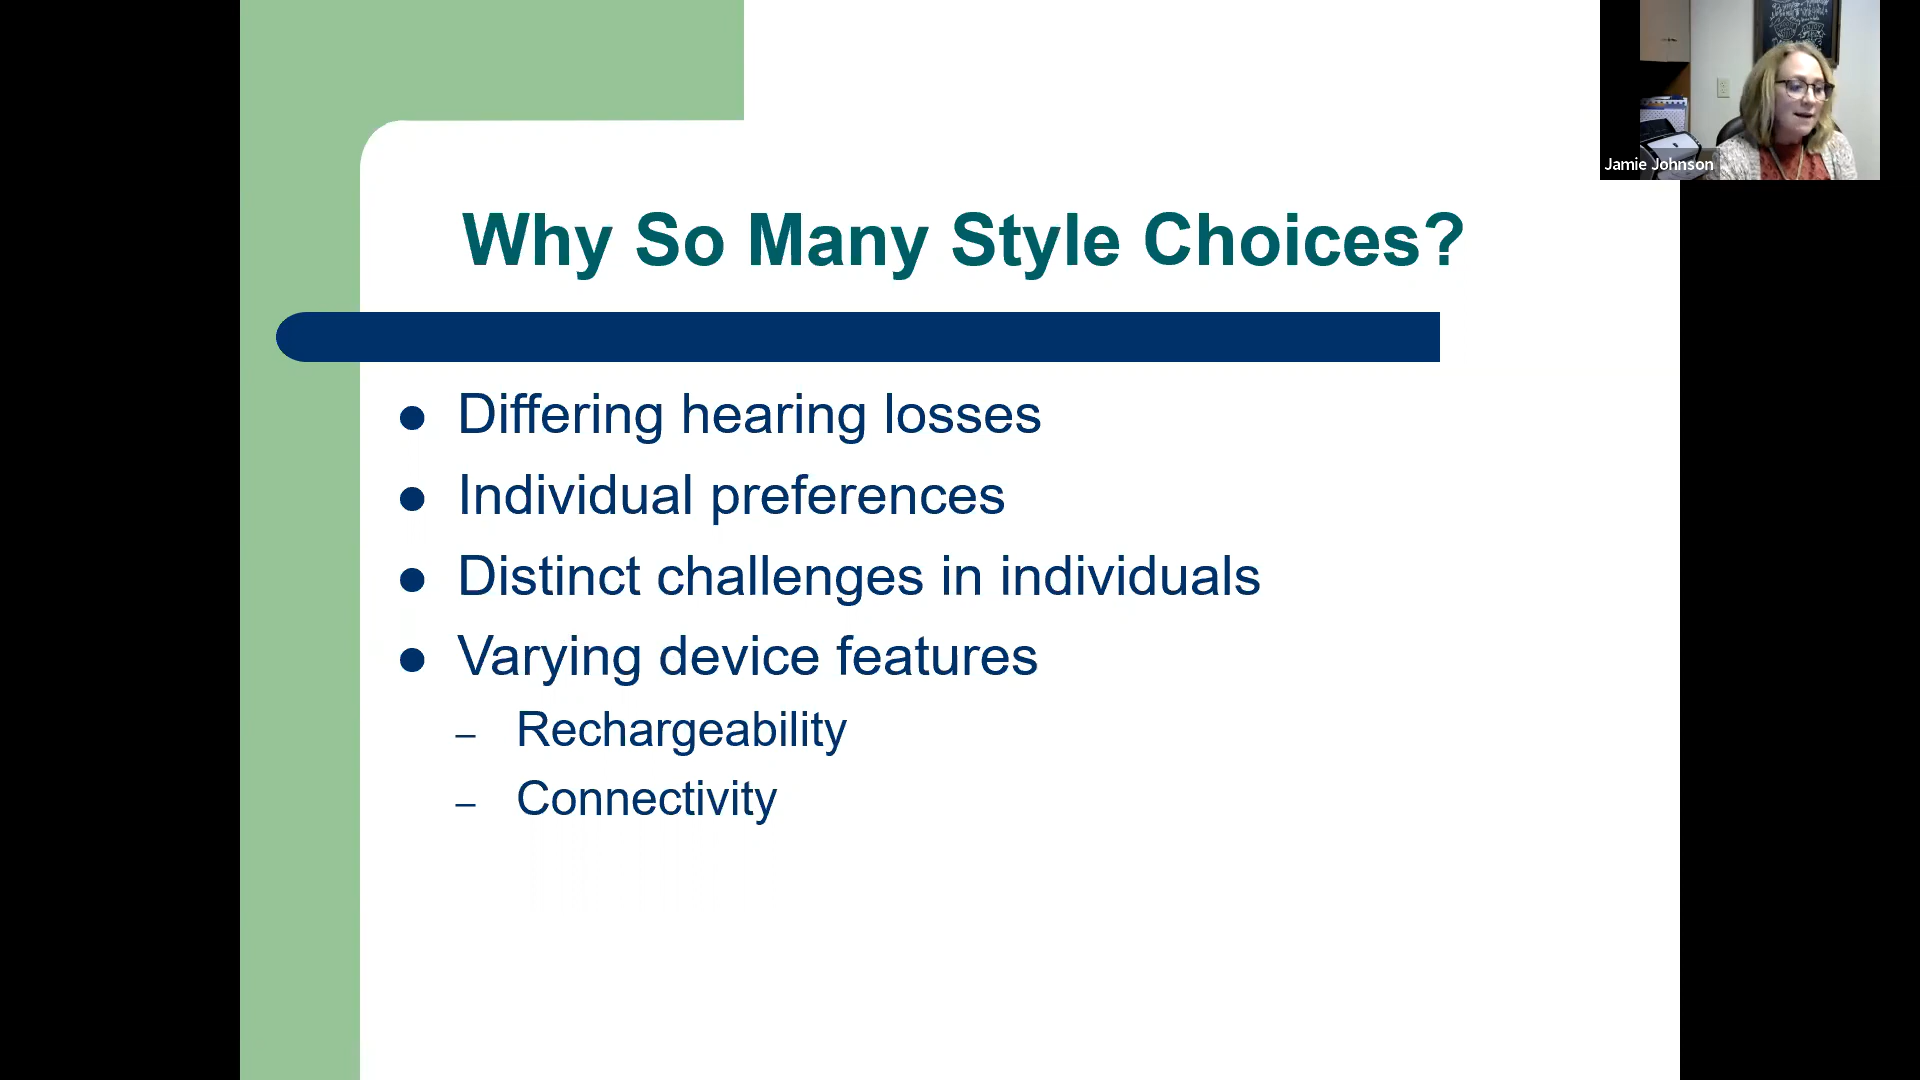 Jamie Johnson
Why So Many Style Choices?
Differing hearing losses
Individual preferences
Distinct challenges in individuals
Varying device features
– Rechargeability
– Connectivity